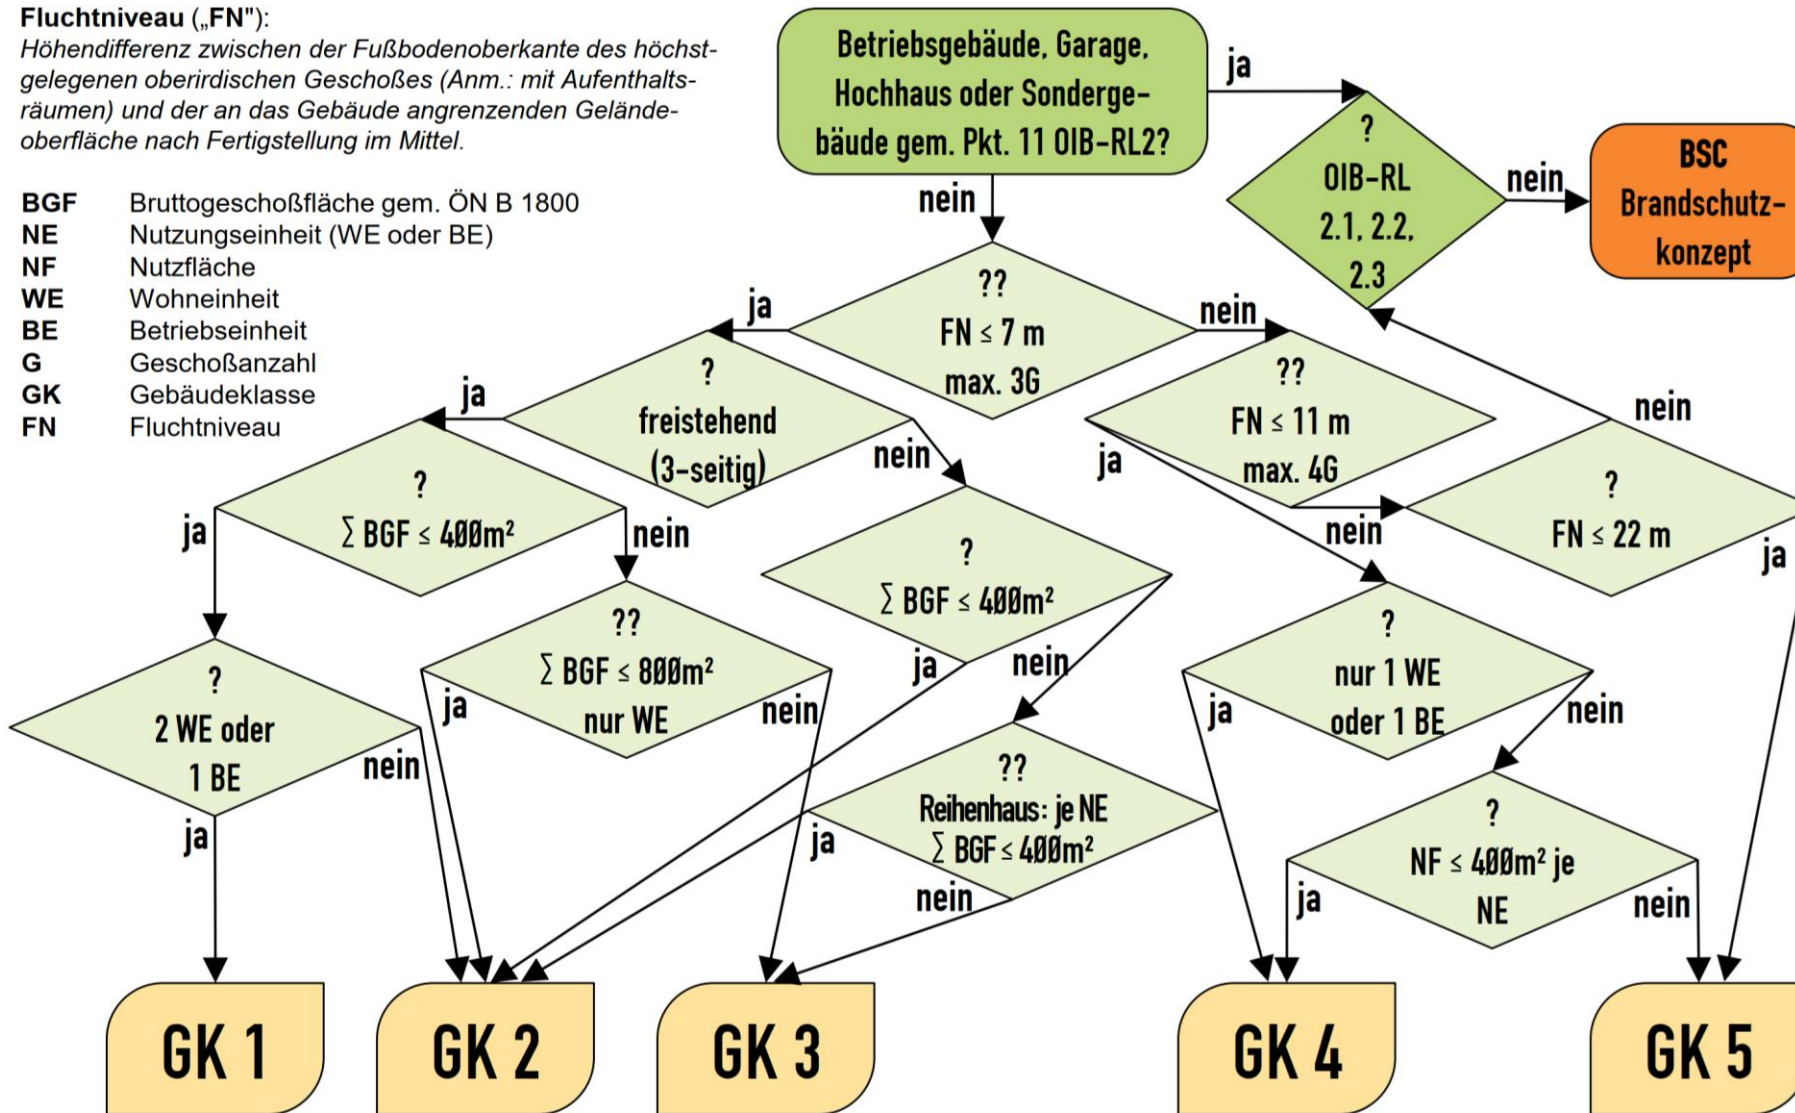 Fluchtniveau („FN"):
Höhendifferenz zwischen der Fußbodenoberkante des höchst-
gelegenen oberirdischen Geschoßes (Anm.: mit Aufenthalts-
räumen) und der an das Gebäude angrenzenden Gelände-
oberfläche nach Fertigstellung im Mittel.
BGF Bruttogeschoßfläche gem. ÖN B 1800
NE Nutzungseinheit (WE oder BE)
NF Nutzfläche
WE Wohneinheit
BE Betriebseinheit
G Geschoßanzahl
GK Gebäudeklasse
FN Fluchtniveau
Betriebsgebäude, Garage,
Hochhaus oder Sonderge-
bäude gem. Pkt. 11 OIB-RL2?
ja
nein
?
OIB-RL
2.1, 2.2,
2.3
nein
BSC
Brandschutz-
konzept
??
FN ≤ 7 m
max. 3G
ja
nein
?
freistehend
(3-seitig)
ja
nein
??
FN ≤ 11 m
max. 4G
ja
nein
?
FN ≤ 22 m
nein
ja
?
∑ BGF ≤ 4ØØm²
ja
nein
?
∑ BGF ≤ 4ØØm²
ja
nein
??
∑ BGF ≤ 8ØØm²
nur WE
ja
nein
?
nur 1 WE
oder 1 BE
ja
nein
?
2 WE oder
1 BE
ja
nein
??
Reihenhaus: je NE
∑ BGF ≤ 4ØØm²
ja
nein
?
NF ≤ 4ØØm² je
NE
ja
nein
GK 1
GK 2
GK 3
GK 4
GK 5